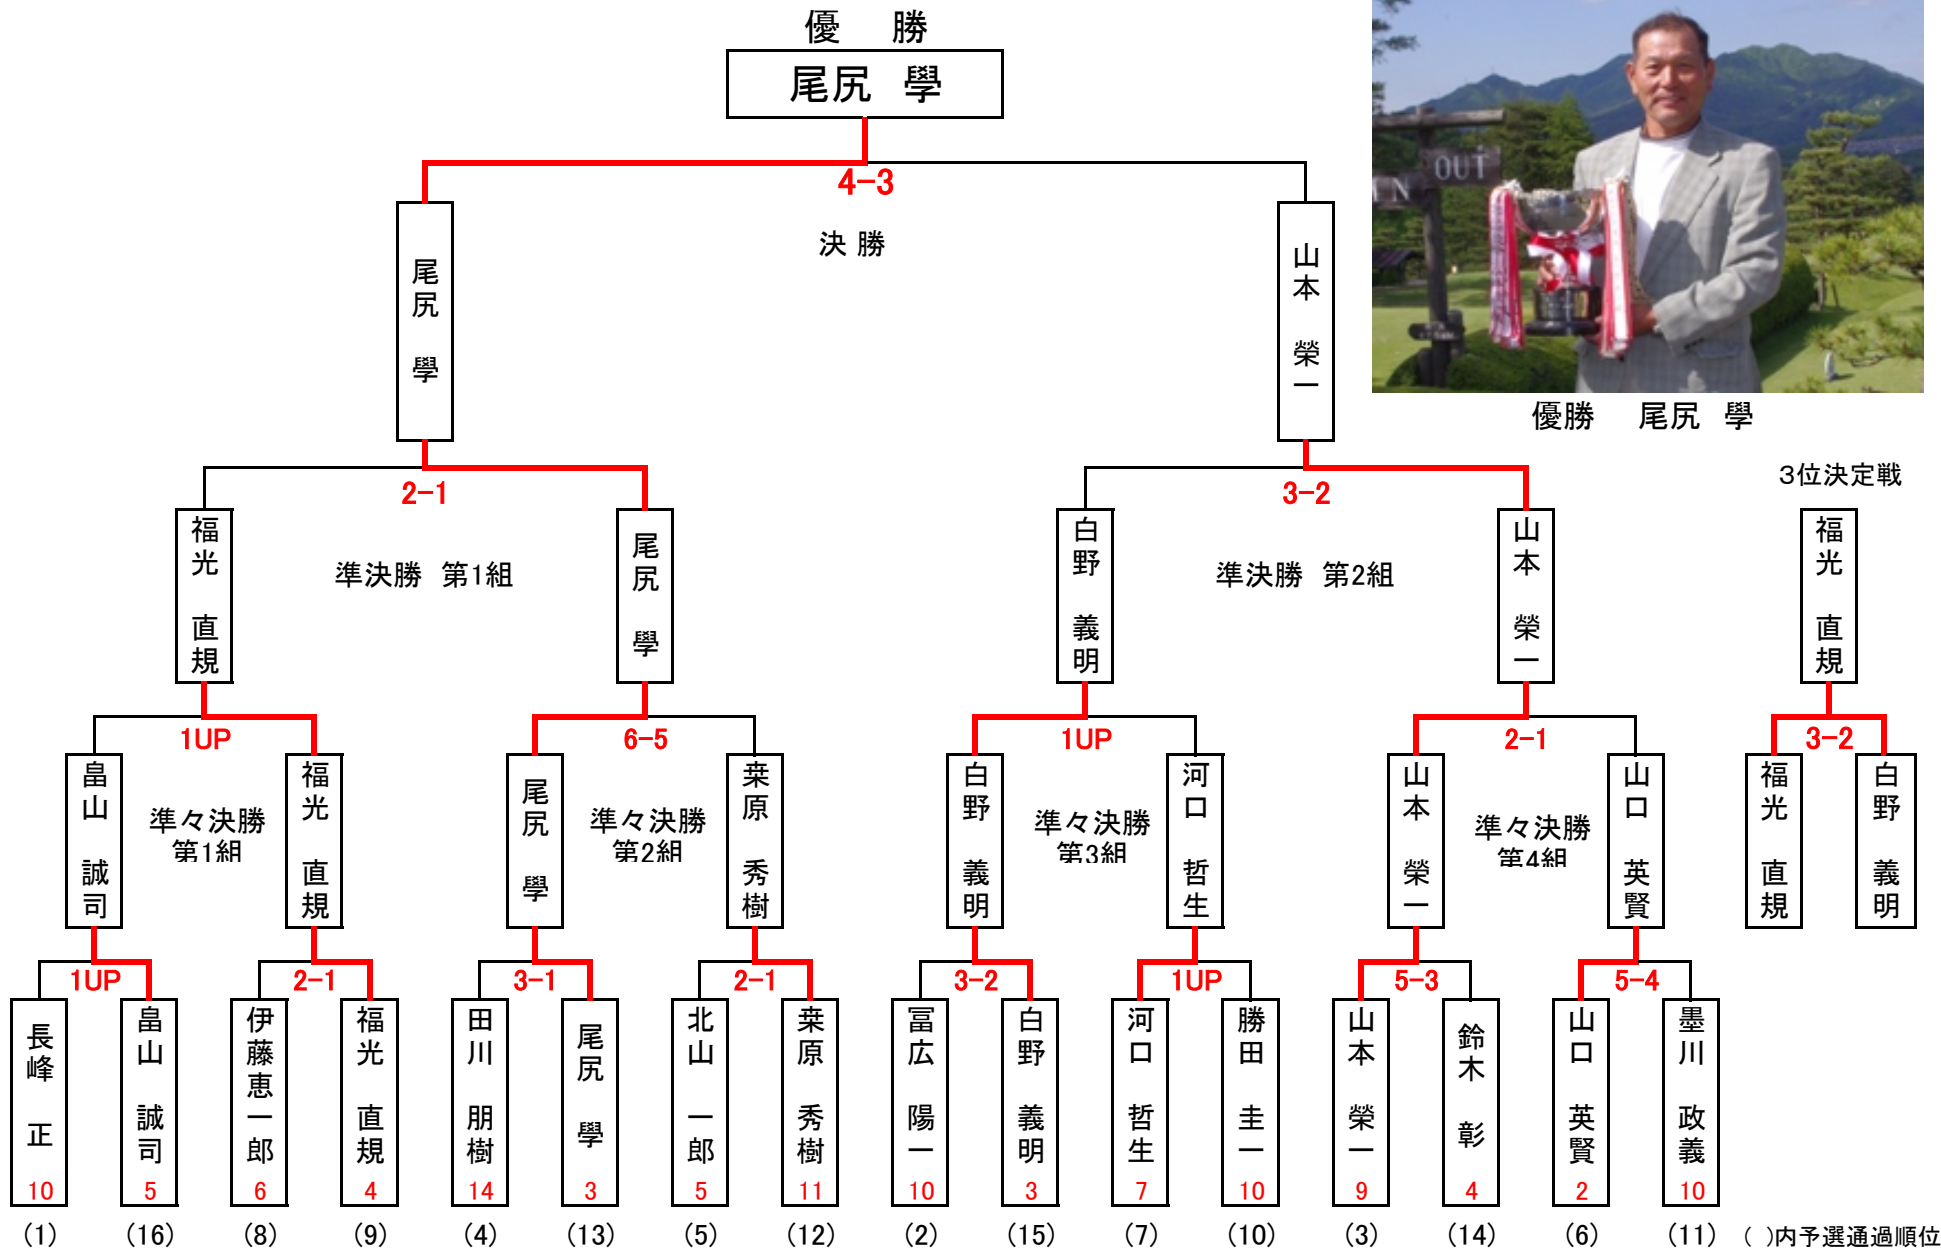 優 勝
尾尻 學
4-3
決 勝
尾尻 學
山本 榮一
OUT
IN
優勝 尾尻 學
2-1
3-2
3位決定戦
福光 直規
準決勝 第1組
尾尻 學
白野 義明
準決勝 第2組
山本 榮一
福光 直規
1UP
6-5
1UP
2-1
3-2
畠山 誠司
準々決勝
第1組
福光 直規
尾尻 學
準々決勝
第2組
桒原 秀樹
白野 義明
準々決勝
第3組
河口 哲生
山本 榮一
準々決勝
第4組
山口 英賢
福光 直規
白野 義明
1UP
2-1
3-1
2-1
3-2
1UP
5-3
5-4
長峰 正
畠山 誠司
伊藤恵一郎
福光 直規
田川 朋樹
尾尻 學
北山 一郎
桒原 秀樹
冨広 陽一
白野 義明
河口 哲生
勝田 圭一
山本 榮一
鈴木 彰
山口 英賢
墨川 政義
10 5 6 4 14 3 5 11 10 3 7 10 9 4 2 10
(1) (16) (8) (9) (4) (13) (5) (12) (2) (15) (7) (10) (3) (14) (6) (11) ( )内予選通過順位